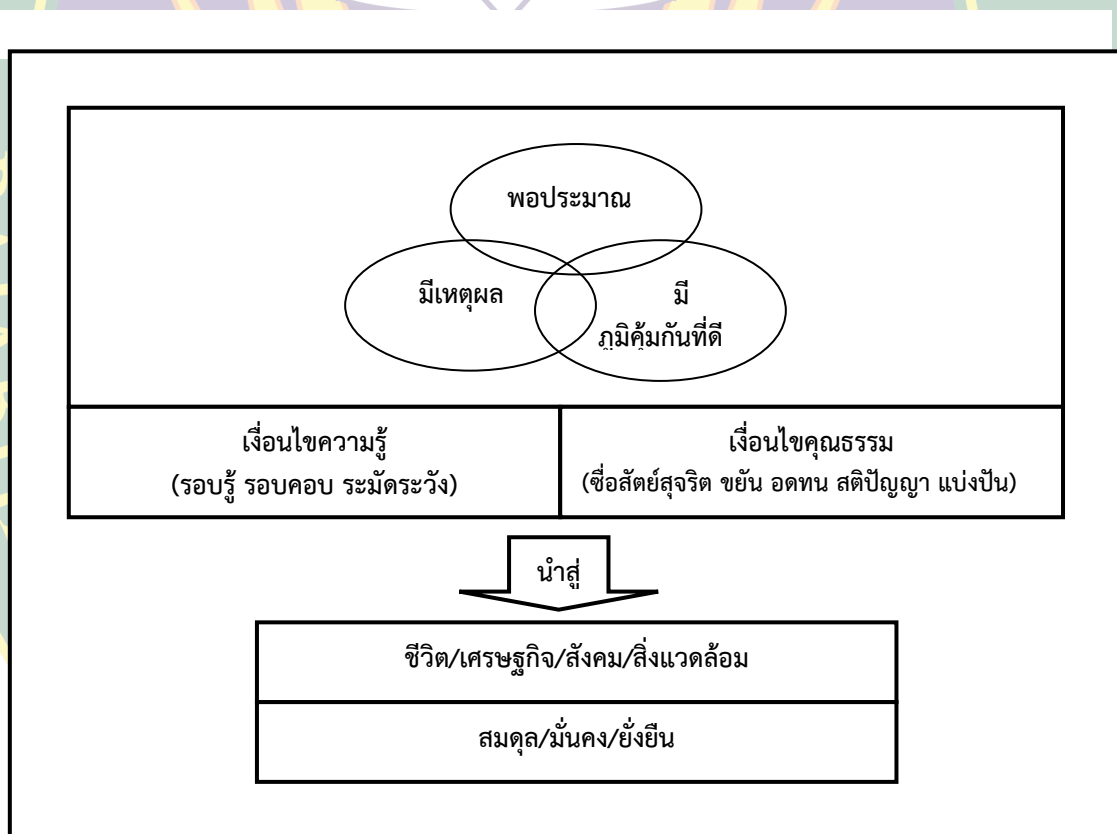 พอประมาณ
มีเหตุผล
มี
ภูมิคุ้มกันที่ดี
เงื่อนไขความรู้
(รอบรู้ รอบคอบ ระมัดระวัง)
เงื่อนไขคุณธรรม
(ซื่อสัตย์สุจริต ขยัน อดทน สติปัญญา แบ่งปัน)
นำสู่
ชีวิต/เศรษฐกิจ/สังคม/สิ่งแวดล้อม
สมดุล/มั่นคง/ยั่งยืน